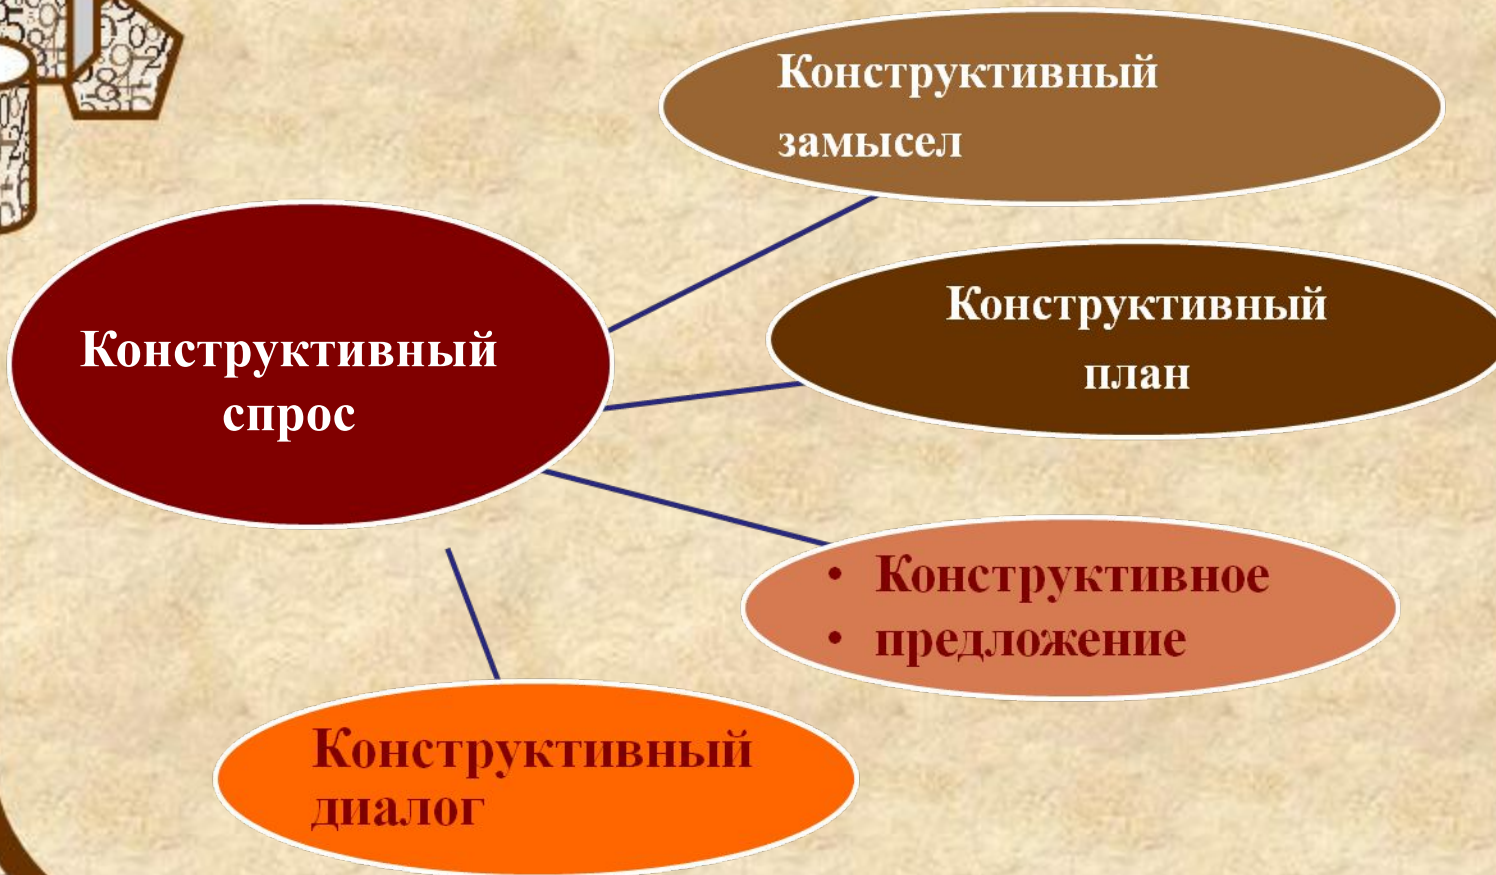 Конструктивный
замысел
Конструктивный
план
Конструктивный
спрос
• Конструктивное
• предложение
Конструктивный
диалог